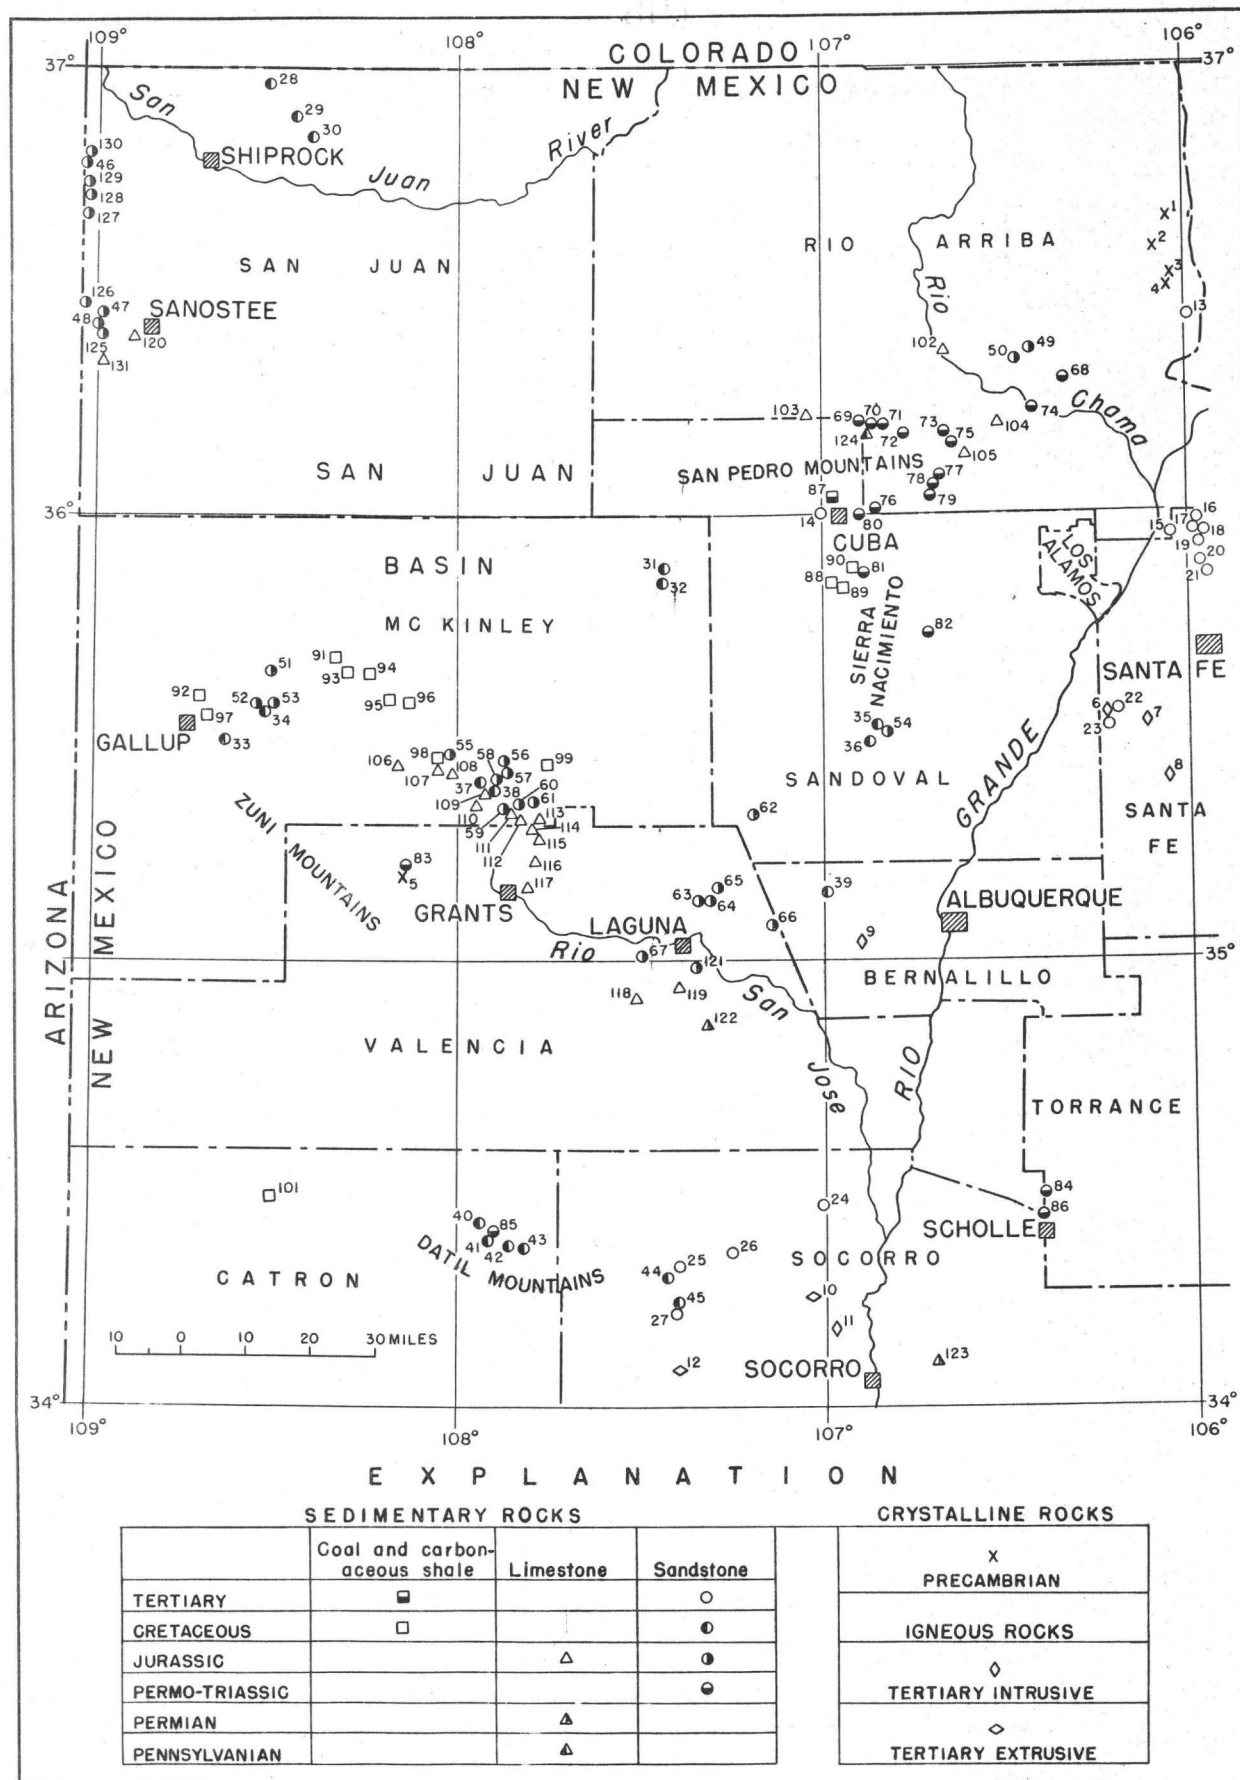 109°
108°
107°
106°
37°
COLORADO
37°
NEW MEXICO
28
29
30
San
SHIPROCK
Juan
River
130
46
129
128
127
SAN JUAN
RIO ARRIBA
1
2
3
4
13
126
47
48
SANOSTEE
125
120
131
Rio
102
50
49
68
Chama
103
69
70
71
73
74
104
124
72
75
105
SAN JUAN
SAN PEDRO MOUNTAINS
77
78
79
87
76
36°
14
80
CUBA
15
17
16
18
19
20
21
LOS ALAMOS
BASIN
31
32
90
81
88
89
MC KINLEY
SIERRA NACIMIENTO
82
SANTA FE
51
91
93
94
92
52
53
95
96
97
34
GALLUP
33
6
22
7
23
35
54
36
8
98
55
58
56
99
106
107
108
57
60
37
38
61
109
110
59
113
111
114
112
115
116
117
SANDOVAL
GRANDE
SANTA
FE
62
ZUNI MOUNTAINS
83
5
GRANTS
63
65
64
39
66
ALBUQUERQUE
9
LAGUNA
Rio
67
121
35°
BERNALILLO
118
119
122
San
Jose
ARIZONA
NEW MEXICO
VALENCIA
RIO
TORRANCE
101
24
84
86
SCHOLLE
40
85
41
42
43
DATIL MOUNTAINS
CATRON
25
26
44
45
27
SOCORRO
10
11
12
123
SOCORRO
10 0 10 20 30 MILES
34°
34°
109°
108°
107°
106°
EXPLANATION
SEDIMENTARY ROCKS
Coal and carbon-
aceous shale
Limestone
Sandstone
TERTIARY
CRETACEOUS
JURASSIC
PERMO-TRIASSIC
PERMIAN
PENNSYLVANIAN
CRYSTALLINE ROCKS
X
PRECAMBRIAN
IGNEOUS ROCKS
TERTIARY INTRUSIVE
TERTIARY EXTRUSIVE